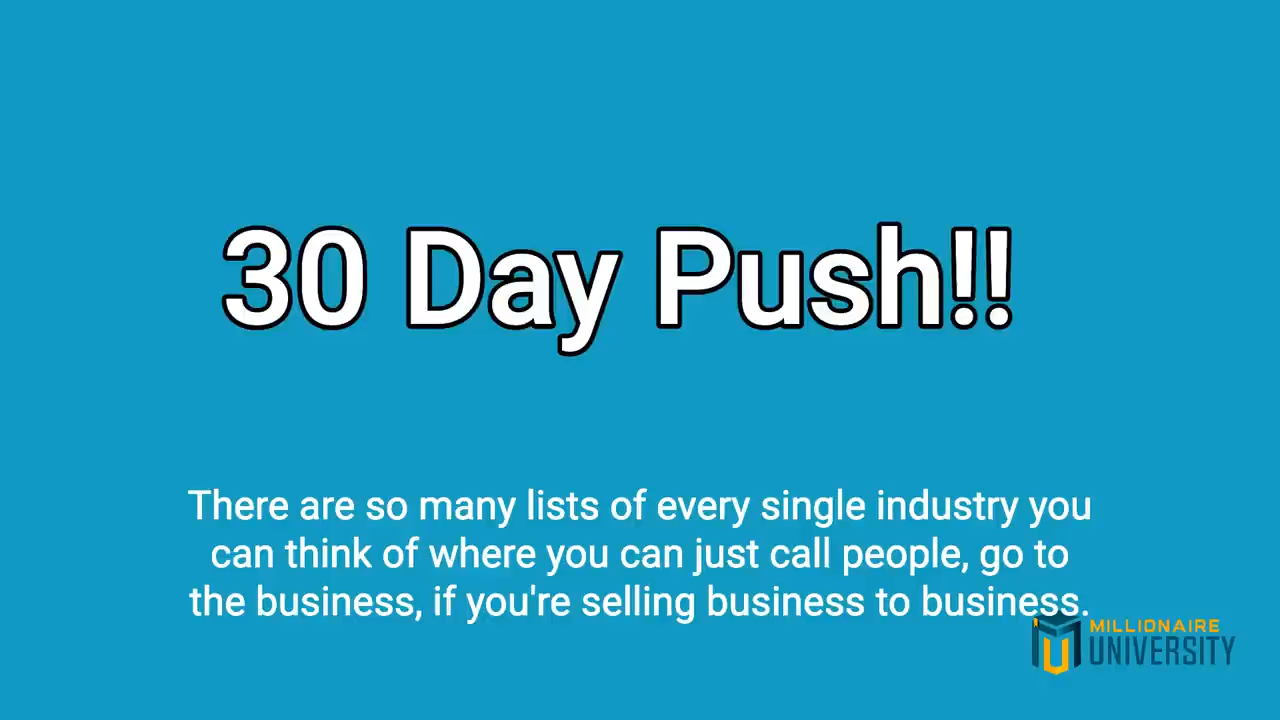 30 Day Push!!
There are so many lists of every single industry you
can think of where you can just call people, go to
the business, if you're selling business to business.
MILLIONAIRE
UNIVERSITY